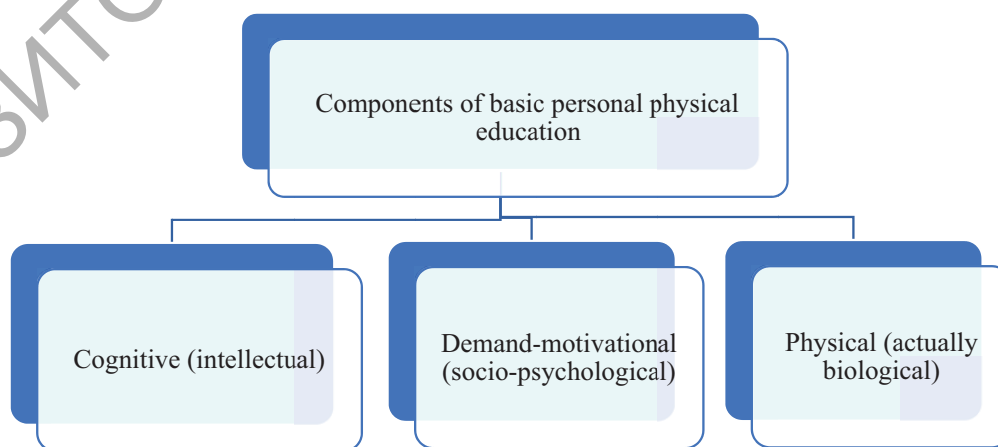 Components of basic personal physical
education
Cognitive (intellectual)
Demand-motivational
(socio-psychological)
Physical (actually
biological)